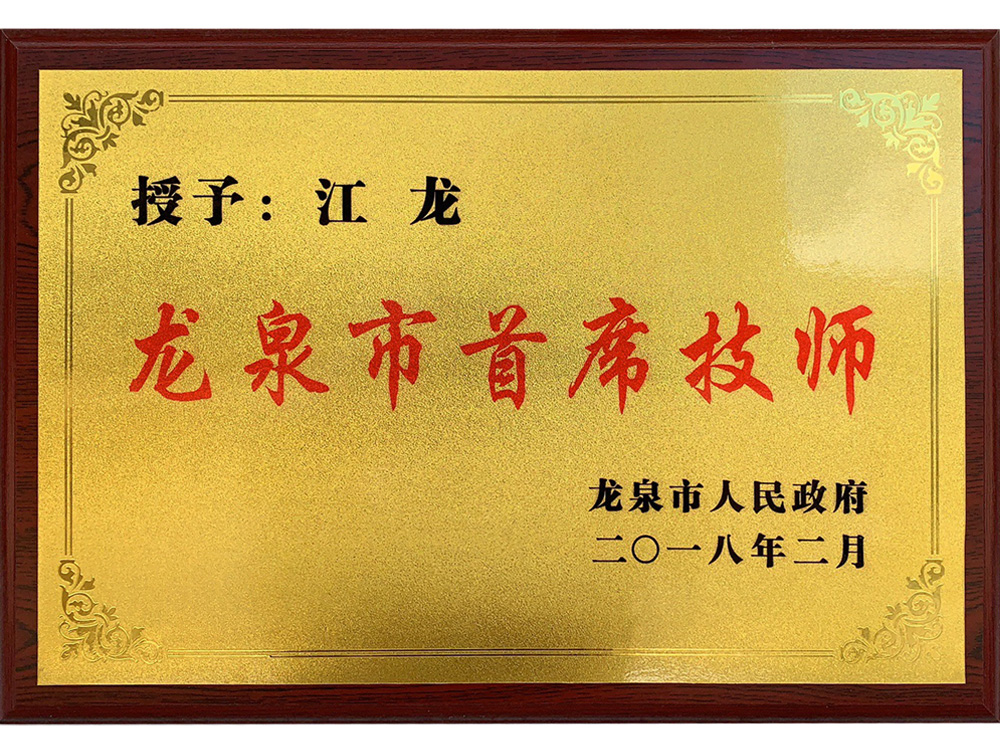 授予：江 龙
龙泉市首席技师
龙泉市人民政府
二〇一八年二月